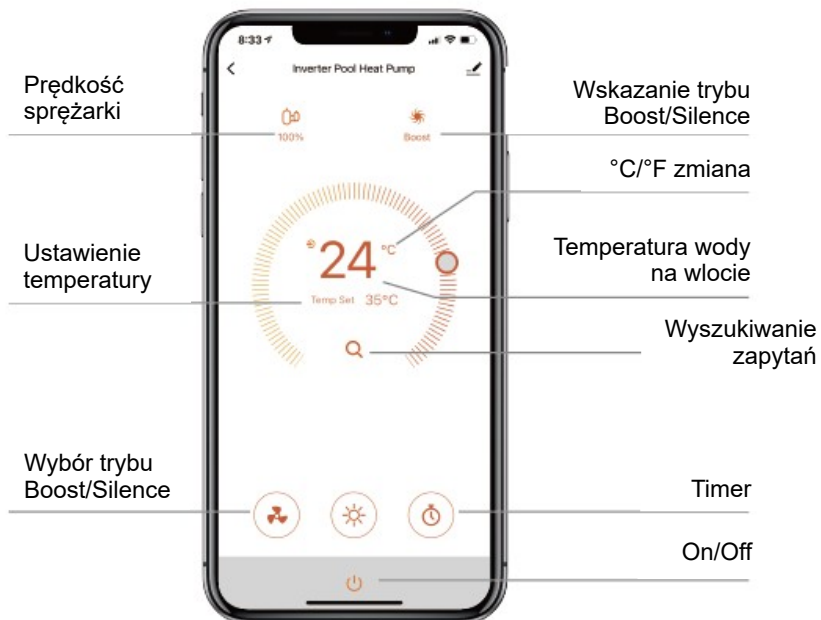 8:33
Inverter Pool Heat Pump
Prędkość
sprężarki
100%
Boost
Wskazanie trybu
Boost/Silence
°C/°F zmiana
24 °C
Ustawienie
temperatury
Temp Set 35°C
Temperatura wody
na wlocie
Wyszukiwanie
zapytań
Wybór trybu
Boost/Silence
Timer
On/Off